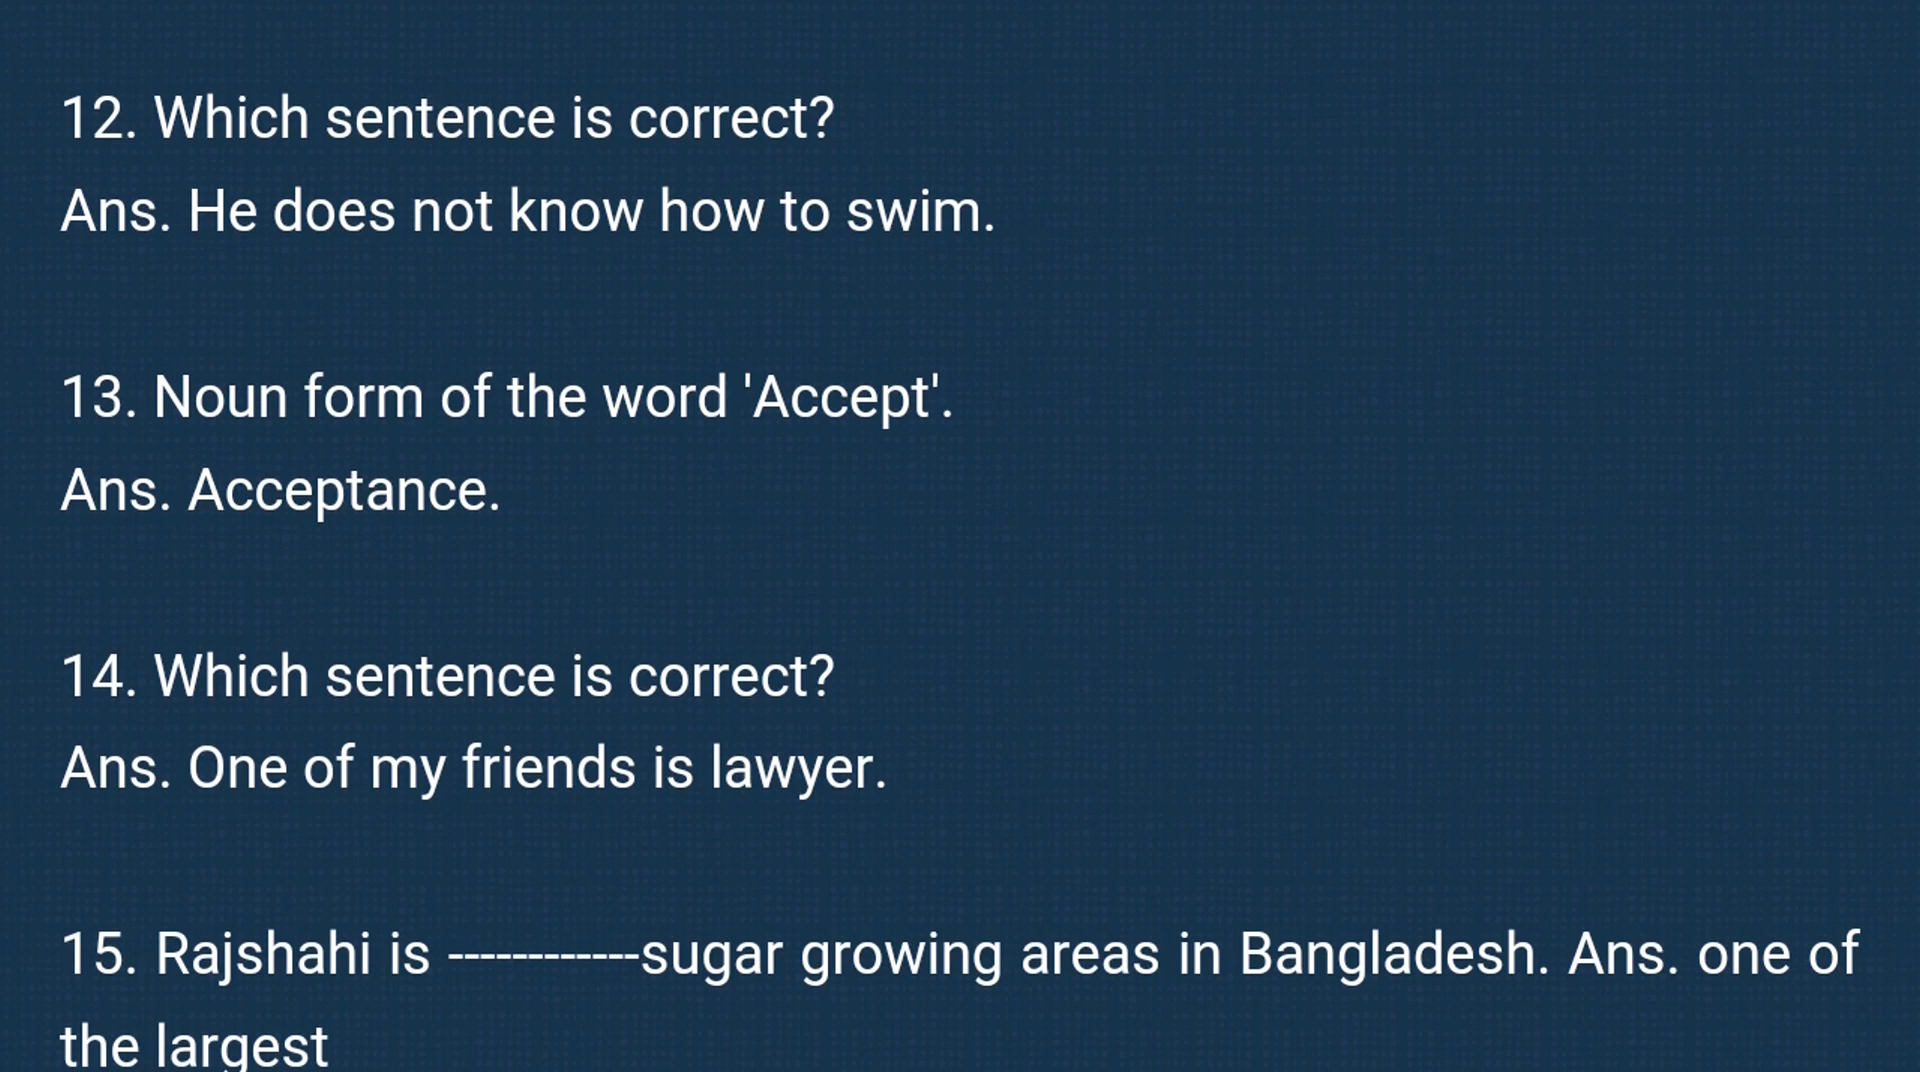 12. Which sentence is correct?
Ans. He does not know how to swim.
13. Noun form of the word 'Accept'.
Ans. Acceptance.
14. Which sentence is correct?
Ans. One of my friends is lawyer.
15. Rajshahi is ------------sugar growing areas in Bangladesh. Ans. one of
the largest